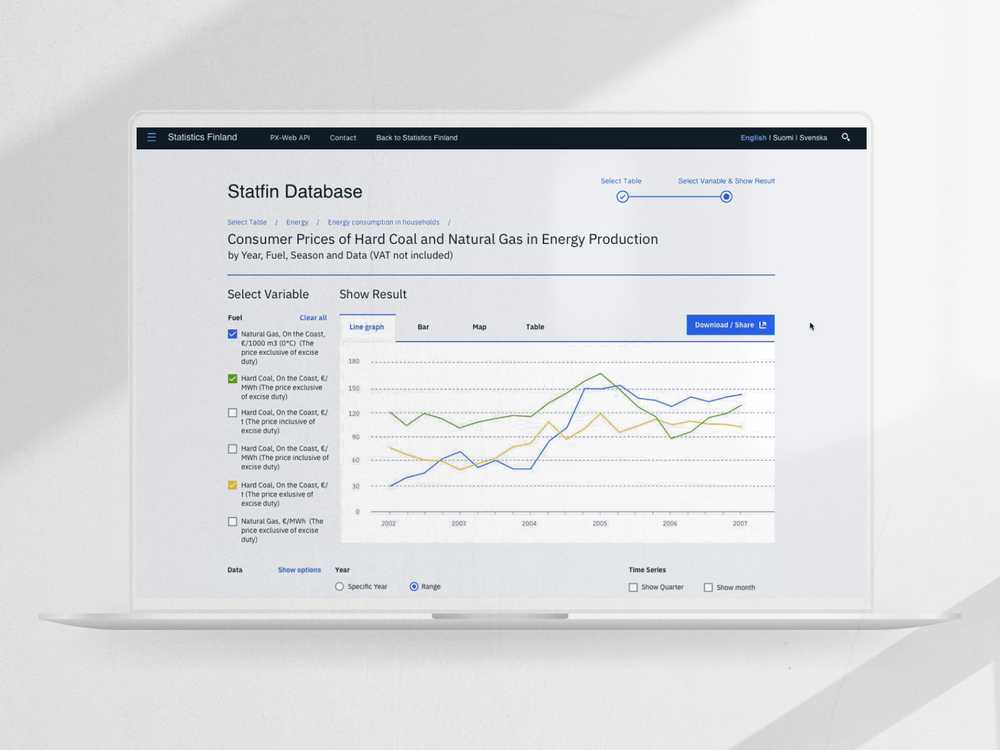 Statistics Finland PX-Web API Contact Back to Statistics Finland English | Suomi | Svenska
Statfin Database
Select Table Select Variable & Show Result
Select Table / Energy / Energy consumption in households /
Consumer Prices of Hard Coal and Natural Gas in Energy Production
by Year, Fuel, Season and Data (VAT not included)
Select Variable
Fuel Clear all
Natural Gas, On the Coast,
€/1000 m3 (0°C) (The
price exclusive of excise
duty)
Hard Coal, On the Coast, €/
MWh (The price exclusive
of excise duty)
Hard Coal, On the Coast, €/
t (The price inclusive of
excise duty)
Hard Coal, On the Coast, €/
MWh (The price inclusive of
excise duty)
Hard Coal, On the Coast, €/
t (The price exlusive of
excise duty)
Natural Gas, €/MWh (The
price exclusive of excise
duty)
Show Result
Line graph Bar Map Table Download / Share
180
150
120
90
60
30
0
2002 2003 2004 2005 2006 2007
Data Show options
Year
Specific Year Range
Time Series
Show Quarter Show month